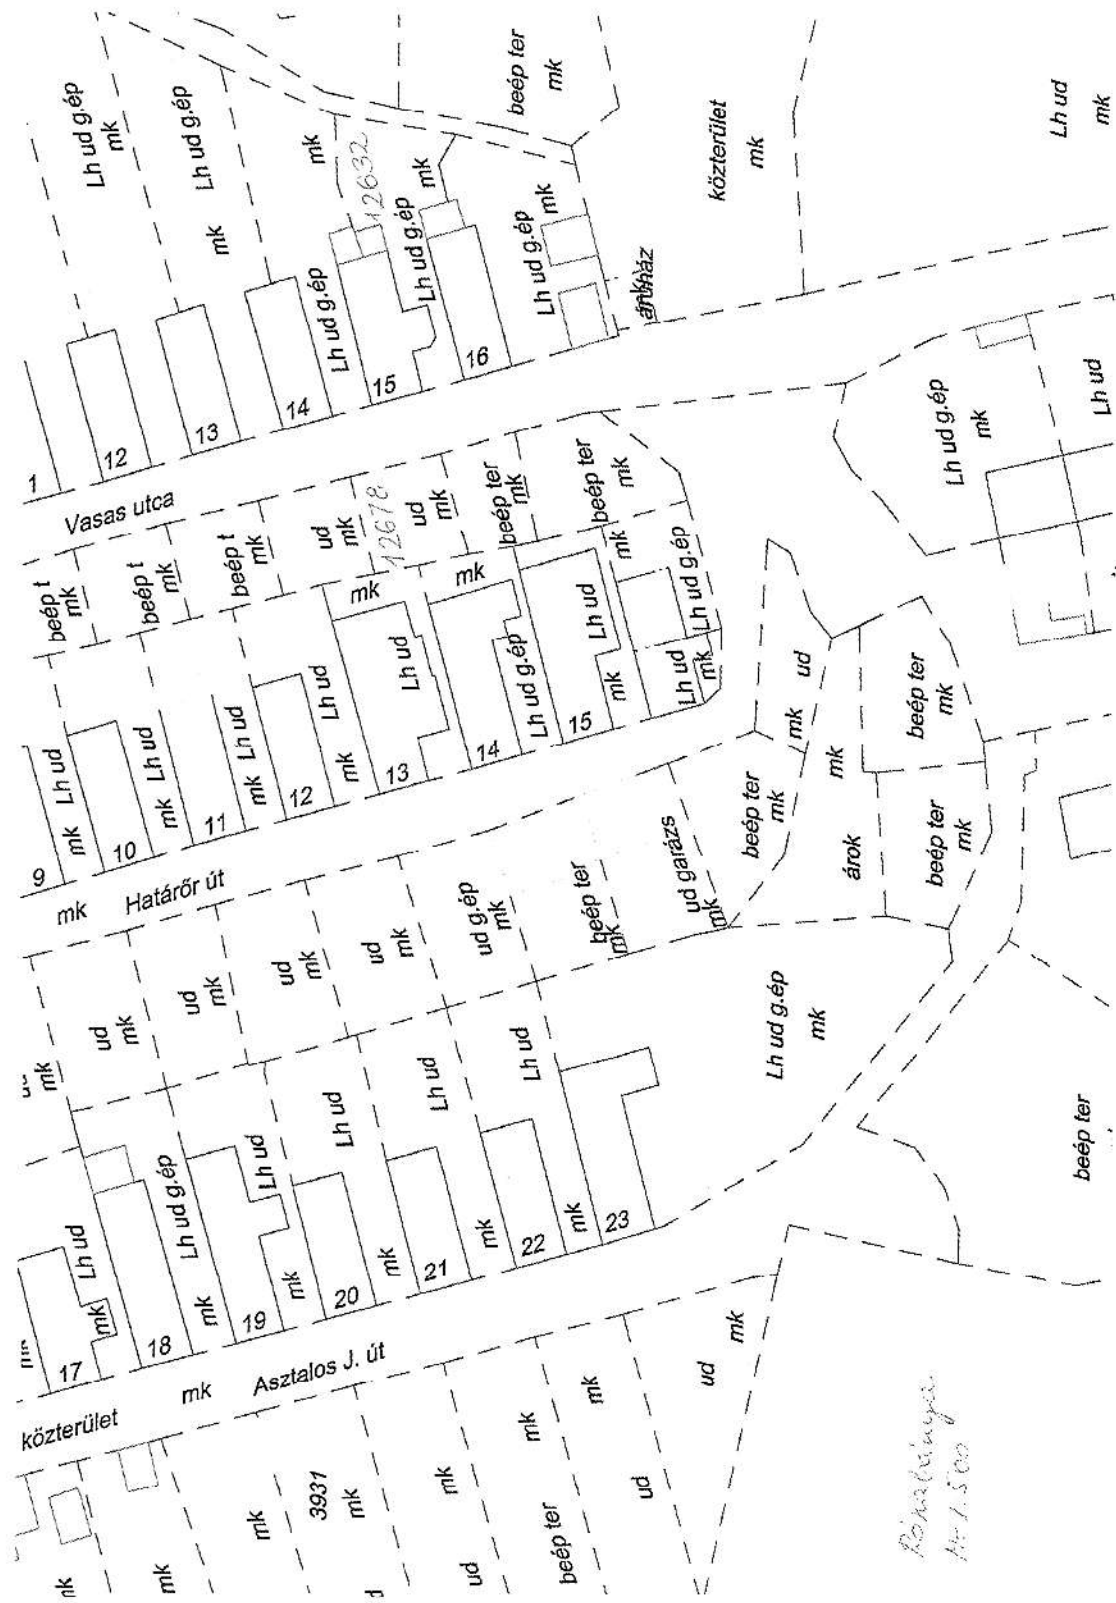 Lh ud g.ép
mk
Lh ud g.ép
mk
mk
12632
mk
beép ter
mk
közterület
mk
Lh ud
mk
Lh ud g.ép
Lh ud g.ép
Lh ud g.ép
mk
Lh ud g.ép
áruház
1
12
13
14
15
16
Vasas utca
beép t
mk
beép t
mk
beép t
mk
ud
mk
12678
ud
mk
beép ter
mk
beép ter
mk
Lh ud g.ép
mk
Lh ud
mk
mk
mk
Lh ud
Lh ud
Lh ud
Lh ud
Lh ud
Lh ud g.ép
Lh ud
Lh ud g.ép
Lh ud
mk
9
mk
10
mk
11
mk
12
mk
13
14
15
mk
mk
Határőr út
ud
mk
beép ter
mk
mk
árok
beép ter
mk
beép ter
mk
mk
ud
mk
ud
mk
ud
mk
ud
mk
ud g.ép
mk
beép ter
mk
ud garázs
mk
Lh ud
Lh ud g.ép
Lh ud
Lh ud
Lh ud
Lh ud
Lh ud g.ép
mk
beép ter
17
mk
18
mk
19
mk
20
mk
21
mk
22
mk
23
közterület
mk
Asztalos J. út
mk
mk
mk
3931
mk
mk
ud
mk
beép ter
mk
ud
ud
mk